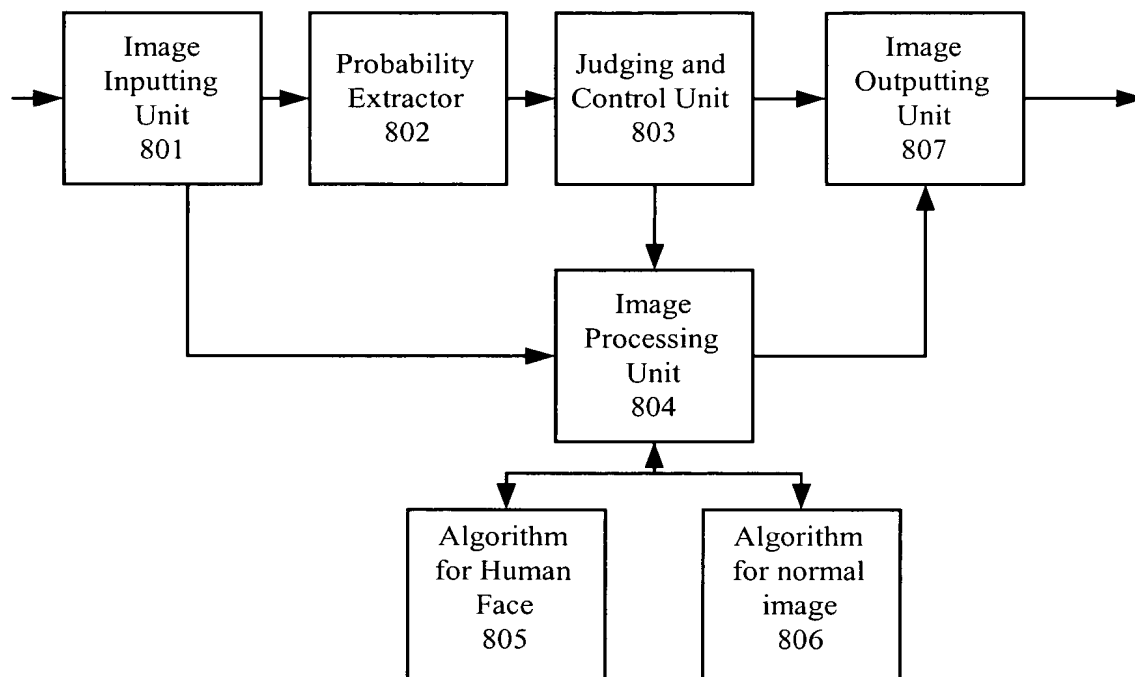 Image
Inputting
Unit
801
Probability
Extractor
802
Judging and
Control Unit
803
Image
Outputting
Unit
807
Image
Processing
Unit
804
Algorithm
for Human
Face
805
Algorithm
for normal
image
806